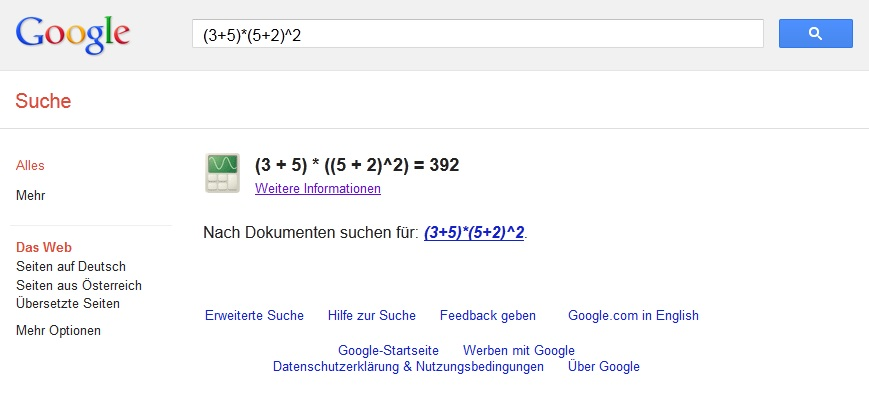 Google
(3+5)*(5+2)^2
Suche
Alles
Mehr
Das Web
Seiten auf Deutsch
Seiten aus Österreich
Übersetzte Seiten
Mehr Optionen
(3 + 5) * ((5 + 2)^2) = 392
Weitere Informationen
Nach Dokumenten suchen für: (3+5)*(5+2)^2.
Erweiterte Suche Hilfe zur Suche Feedback geben Google.com in English
Google-Startseite Werben mit Google
Datenschutzerklärung & Nutzungsbedingungen Über Google